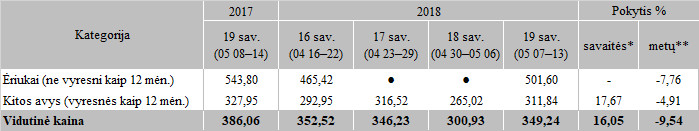 Kategorija 2017 2018 Pokytis %
19 sav. (05 08–14) 16 sav. (04 16–22) 17 sav. (04 23–29) 18 sav. (04 30–05 06) 19 sav. (05 07–13) savaitės* metų**
Ėriukai (ne vyresni kaip 12 mėn.) 543,80 465,42 ● ● 501,60 - -7,76
Kitos avys (vyresnės kaip 12 mėn.) 327,95 292,95 316,52 265,02 311,84 17,67 -4,91
Vidutinė kaina 386,06 352,52 346,23 300,93 349,24 16,05 -9,54